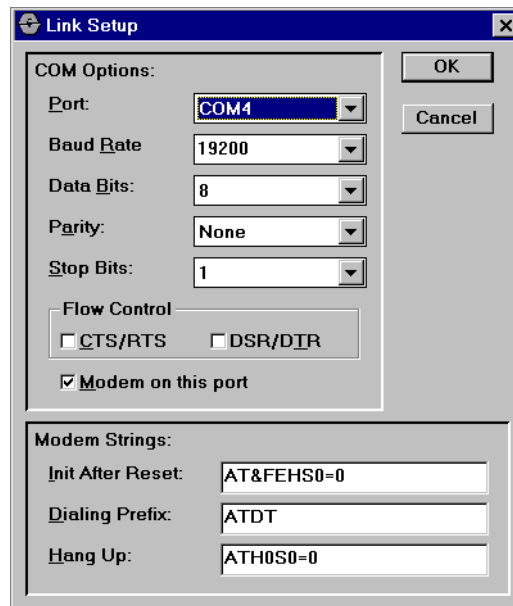 Link Setup
COM Options:
Port: COM4
Baud Rate 19200
Data Bits: 8
Parity: None
Stop Bits: 1
Flow Control
CTS/RTS DSR/DTR
Modem on this port
OK
Cancel
Modem Strings:
Init After Reset: AT&FEHS0=0
Dialing Prefix: ATDT
Hang Up: ATH0S0=0